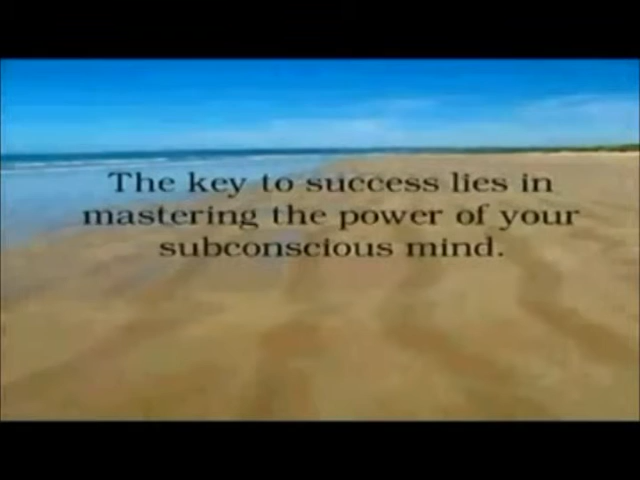 The key to success lies in
mastering the power of your
subconscious mind.